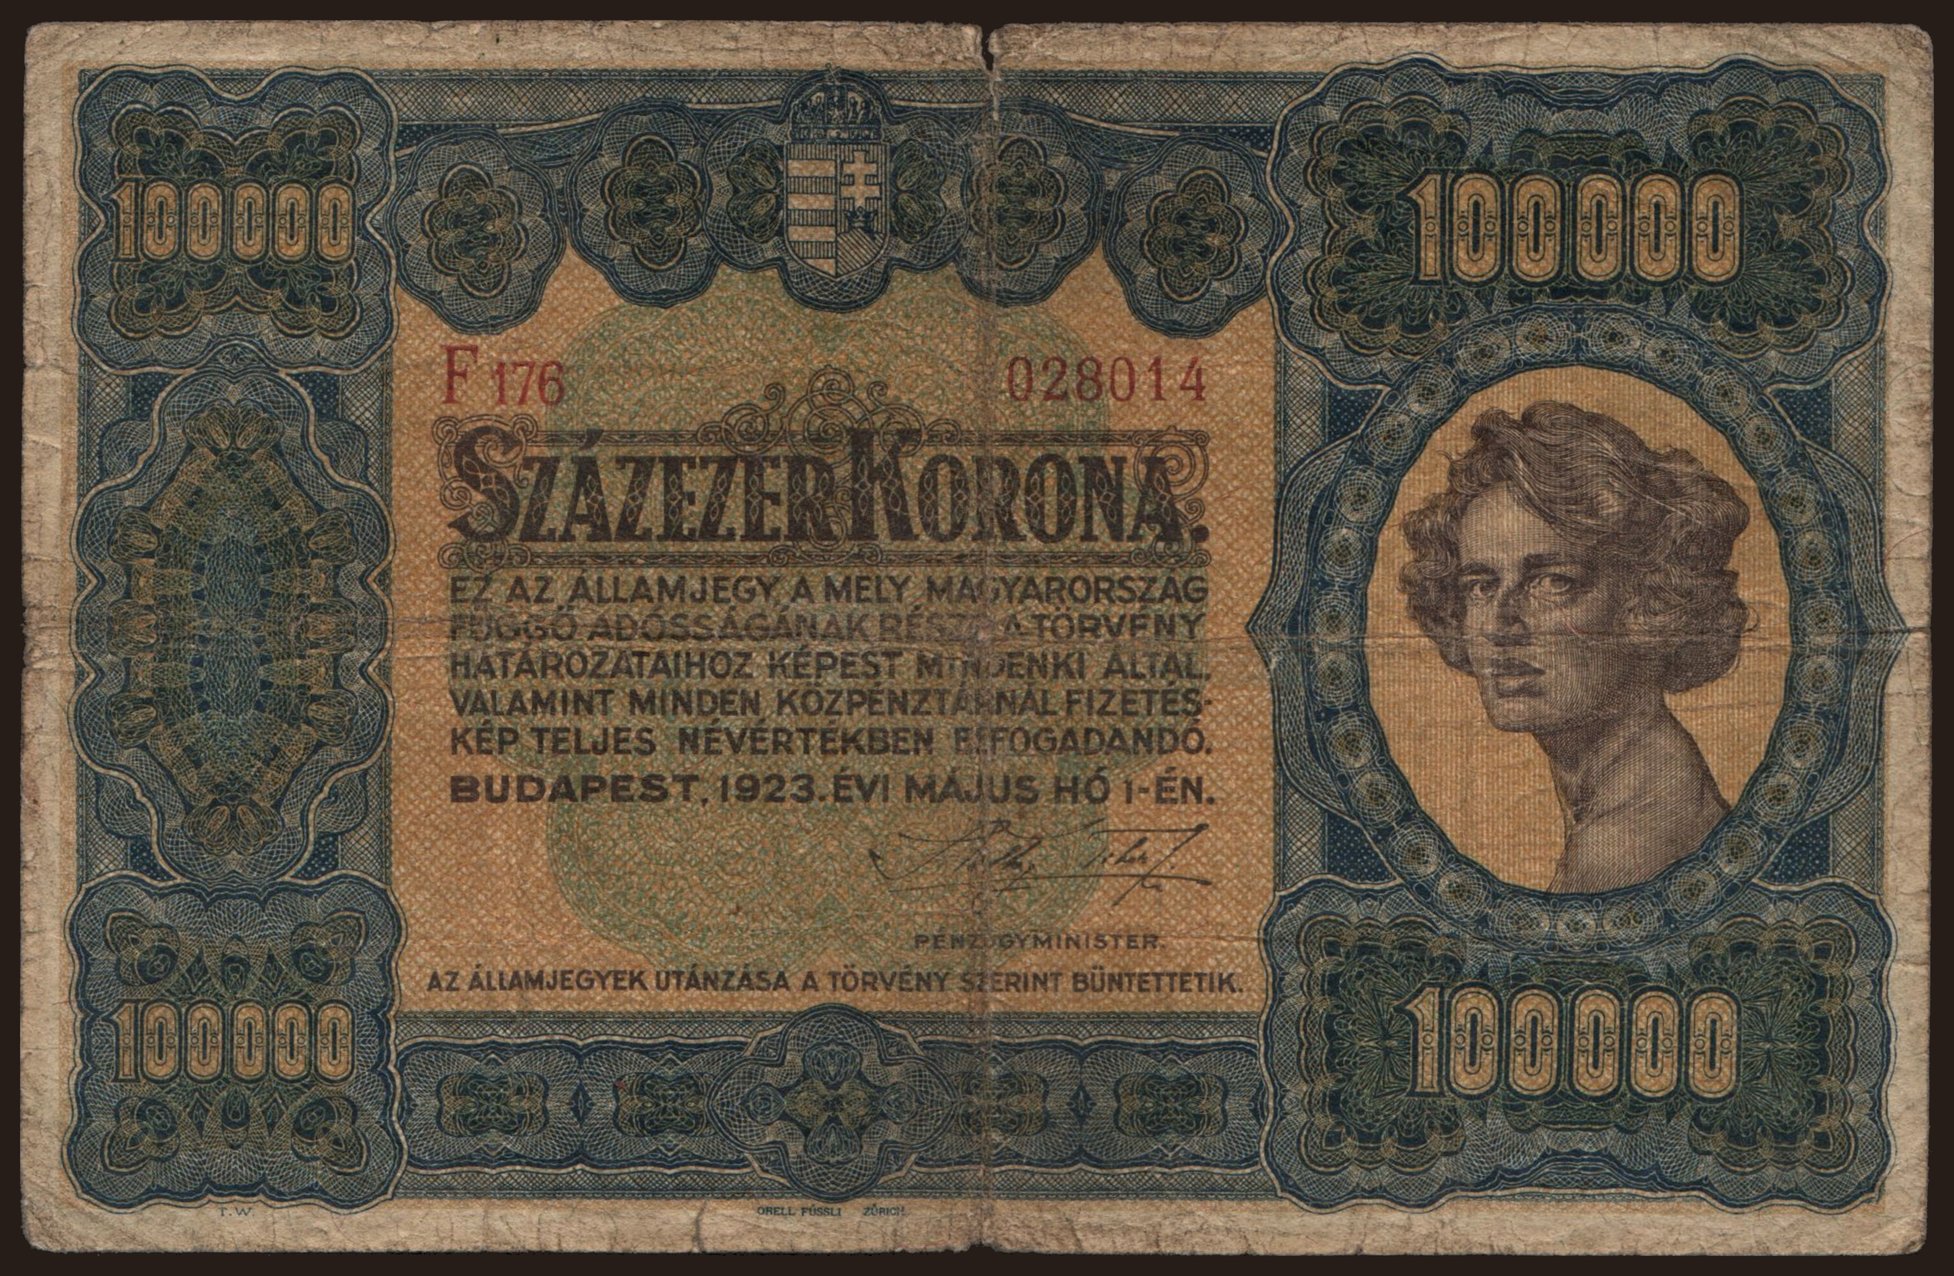 100000
100000
F 176
028014
SZÁZEZER KORONA.
EZ AZ ÁLLAMJEGY, A MELY MAGYARORSZÁG
FÜGGŐ ADÓSSÁGÁNAK RÉSZE, A TÖRVÉNY
HATÁROZATAIHOZ KÉPEST MINDENKI ÁLTAL,
VALAMINT MINDEN KÖZPÉNZTÁRNÁL FIZETÉS-
KÉP TELJES NÉVÉRTÉKBEN ELFOGADANDÓ.
BUDAPEST, 1923. ÉVI MÁJUS HÓ 1-ÉN.
PÉNZÜGYMINISTER.
AZ ÁLLAMJEGYEK UTÁNZÁSA A TÖRVÉNY SZERINT BÜNTETTETIK.
100000
100000
ORELL FÜSSLI ZÜRICH.